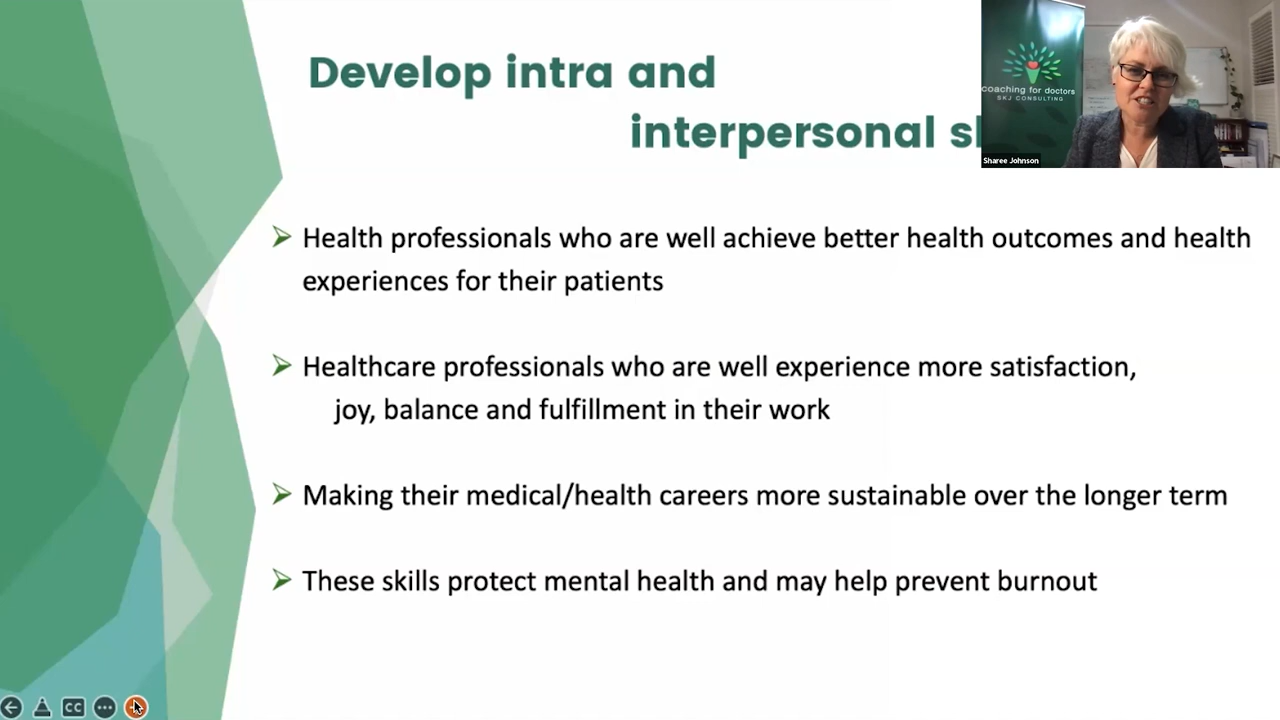 Develop intra and
interpersonal
Health professionals who are well achieve better health outcomes and health
experiences for their patients
Healthcare professionals who are well experience more satisfaction,
joy, balance and fulfillment in their work
Making their medical/health careers more sustainable over the longer term
These skills protect mental health and may help prevent burnout
coaching for doctors
SKJ CONSULTING
Sharee Johnson
CC